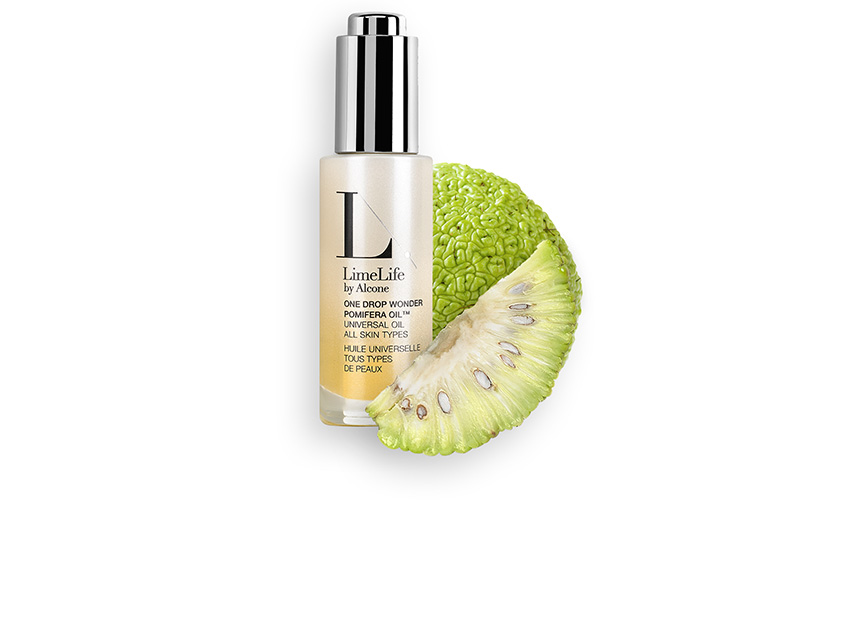 L
LimeLife
by Alcone
ONE DROP WONDER
POMIFERA OIL™
UNIVERSAL OIL
ALL SKIN TYPES
HUILE UNIVERSELLE
TOUS TYPES
DE PEAUX